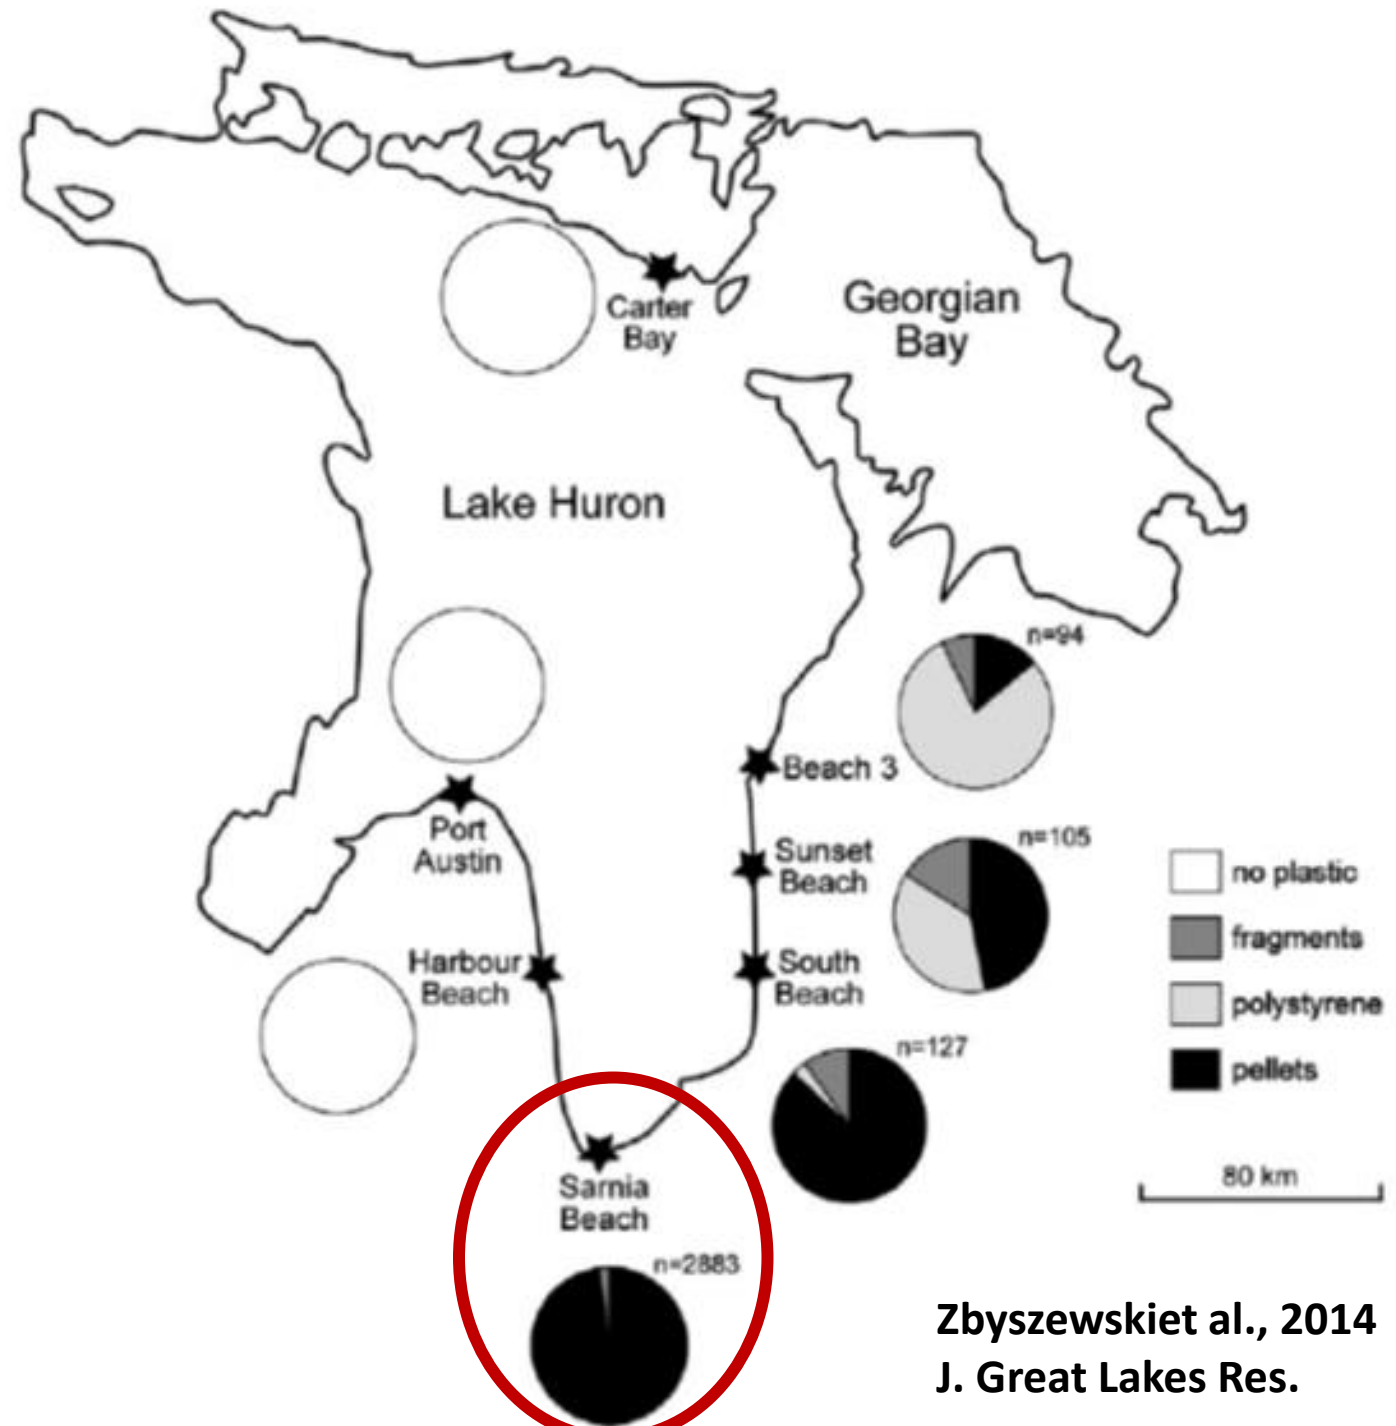 Carter
Bay
Georgian
Bay
Lake Huron
n=94
Beach 3
Port
Austin
n=105
Sunset
Beach
no plastic
fragments
Harbour
Beach
South
Beach
polystyrene
n=127
pellets
80 km
Sarnia
Beach
n=2883
Zbyszewskiet al., 2014
J. Great Lakes Res.